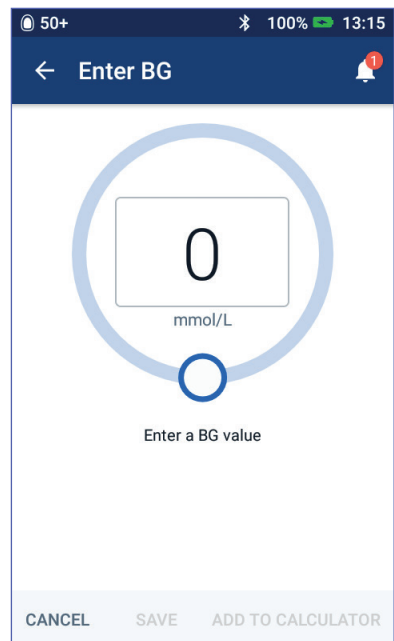 50+ 100% 13:15
Enter BG 1
0
mmol/L
Enter a BG value
CANCEL SAVE ADD TO CALCULATOR